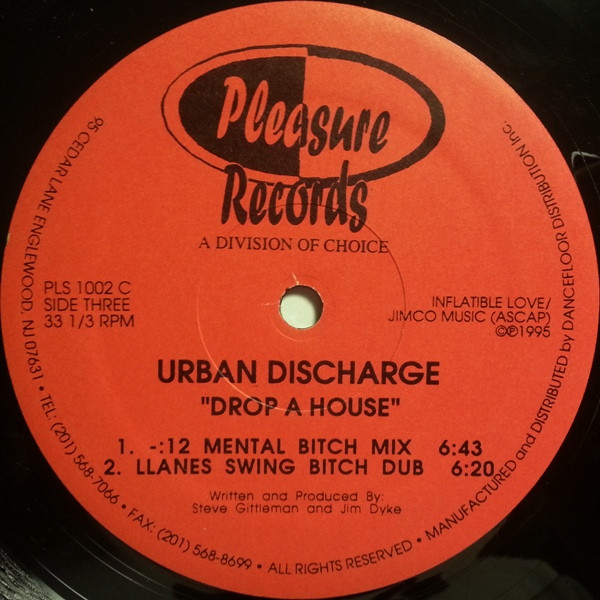 Pleasure
Records
A DIVISION OF CHOICE
PLS 1002 C
SIDE THREE
33 1/3 RPM
INFLATIBLE LOVE/
JIMCO MUSIC (ASCAP)
©℗1995
URBAN DISCHARGE
"DROP A HOUSE"
1. -:12 MENTAL BITCH MIX 6:43
2. LLANES SWING BITCH DUB 6:20
Written and Produced By:
Steve Gittleman and Jim Dyke
95 CEDAR LANE ENGLEWOOD, NJ 07631 • TEL: (201) 568-7066 • FAX: (201) 568-8699 • ALL RIGHTS RESERVED • MANUFACTURED and DISTRIBUTED by DANCEFLOOR DISTRIBUTION Inc.